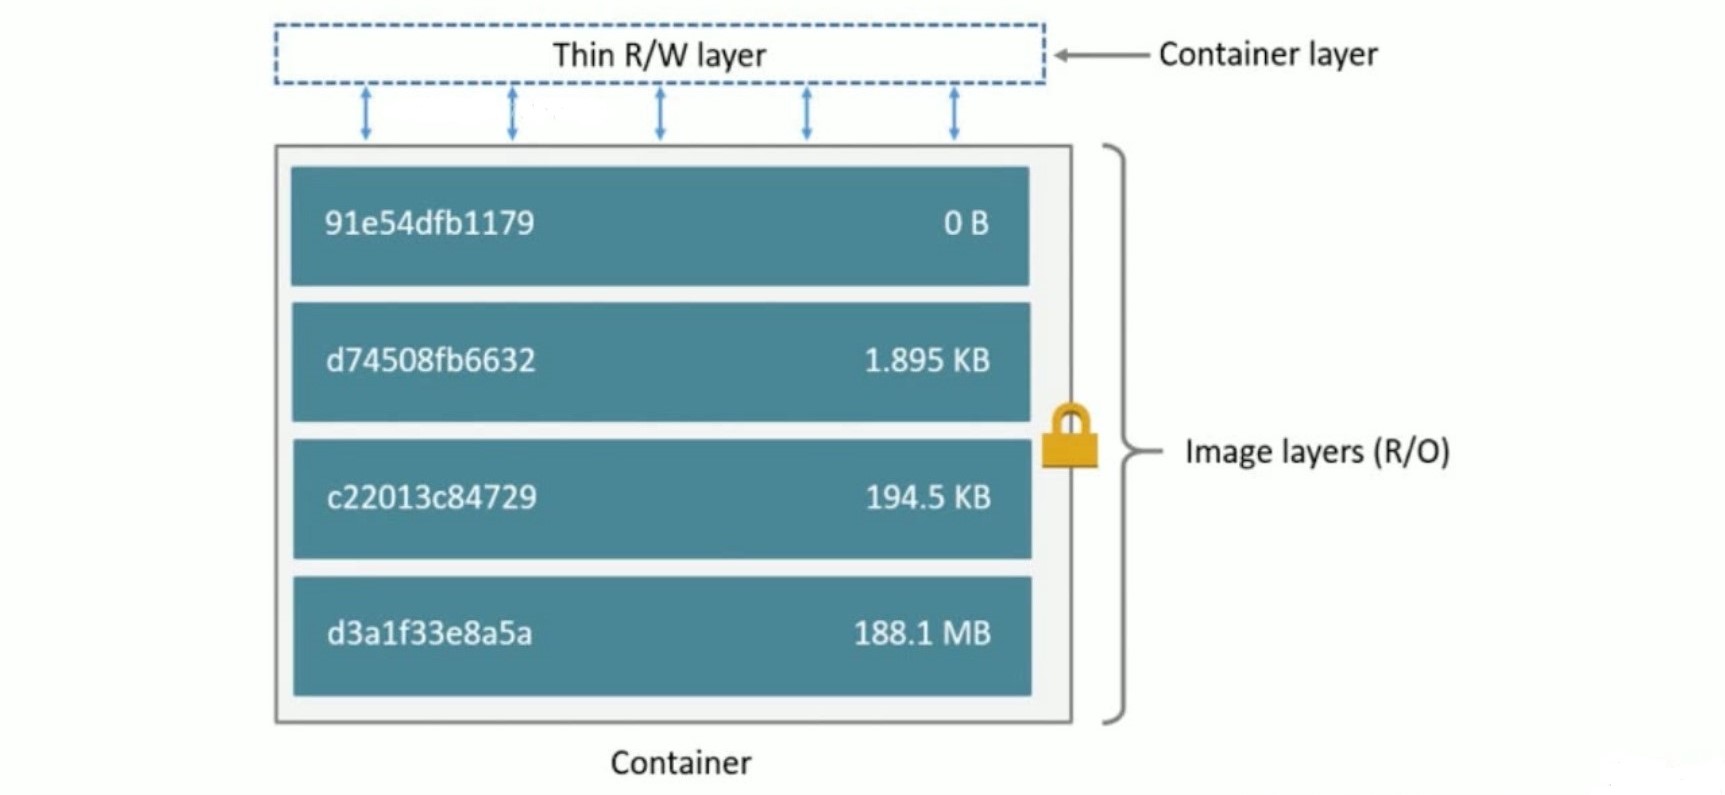 Thin R/W layer
Container layer
91e54dfb1179 0 B
d74508fb6632 1.895 KB
c22013c84729 194.5 KB
d3a1f33e8a5a 188.1 MB
Image layers (R/O)
Container